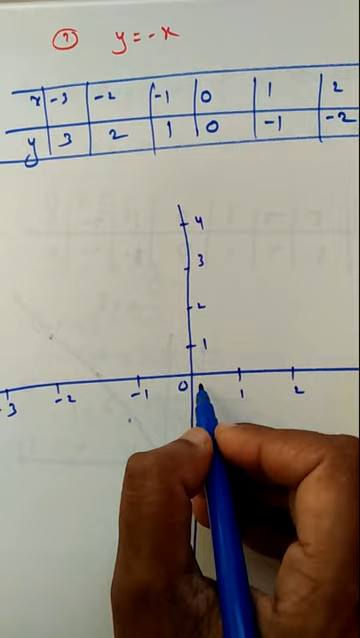 ② y = -x
x -3 -2 -1 0 1 2
y 3 2 1 0 -1 -2
4
3
2
1
-3 -2 -1 0 1 2